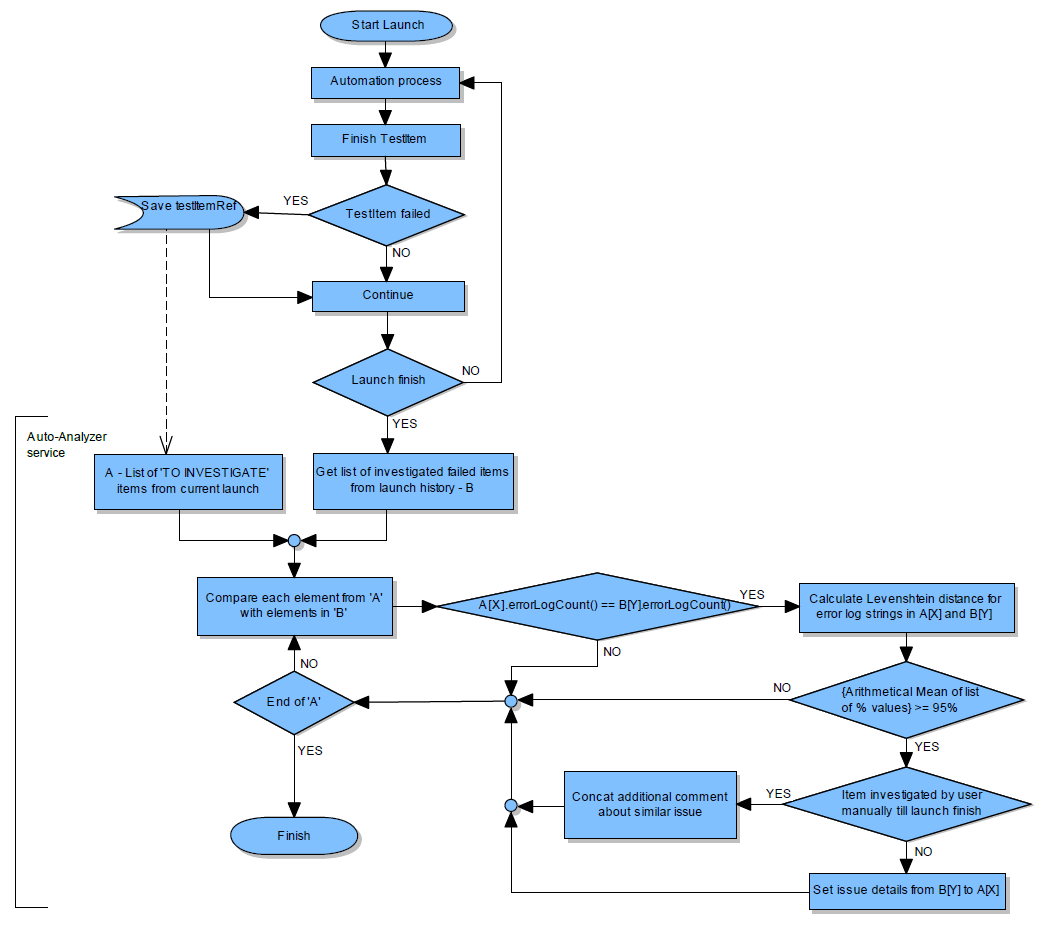 Start Launch
Automation process
Finish TestItem
TestItem failed
YES
Save testItemRef
NO
Continue
Launch finish
NO
YES
Auto-Analyzer
service
A - List of 'TO INVESTIGATE'
items from current launch
Get list of investigated failed items
from launch history - B
Compare each element from 'A'
with elements in 'B'
A[X].errorLogCount() == B[Y].errorLogCount()
YES
Calculate Levenshtein distance for
error log strings in A[X] and B[Y]
NO
NO
End of 'A'
NO
{Arithmetical Mean of list
of % values} >= 95%
YES
YES
Finish
Concat additional comment
about similar issue
YES
Item investigated by user
manually till launch finish
NO
Set issue details from B[Y] to A[X]